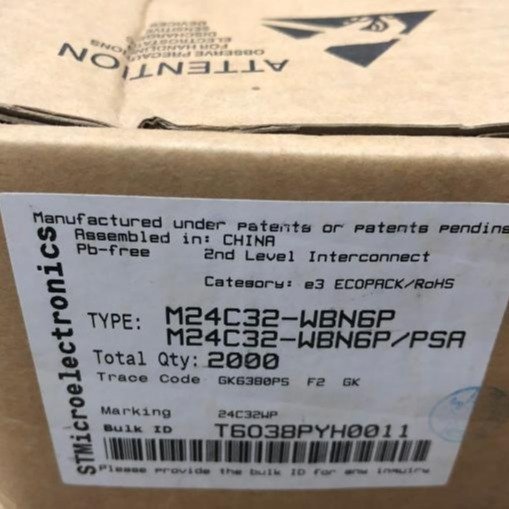 ATTENTION
OBSERVE PRECAUTIONS
FOR HANDLING
ELECTROSTATIC
DISCHARGE SENSITIVE
DEVICES
STMicroelectronics
Manufactured under patents or patents pending
Assembled in: CHINA
Pb-free 2nd Level Interconnect
Category: e3 ECOPACK/RoHS
TYPE: M24C32-WBN6P
M24C32-WBN6P/PSA
Total Qty: 2000
Trace Code GK6380PS F2 GK
Marking 24C32WP
Bulk ID T6038PYH0011
Please provide the bulk ID for any inquiry